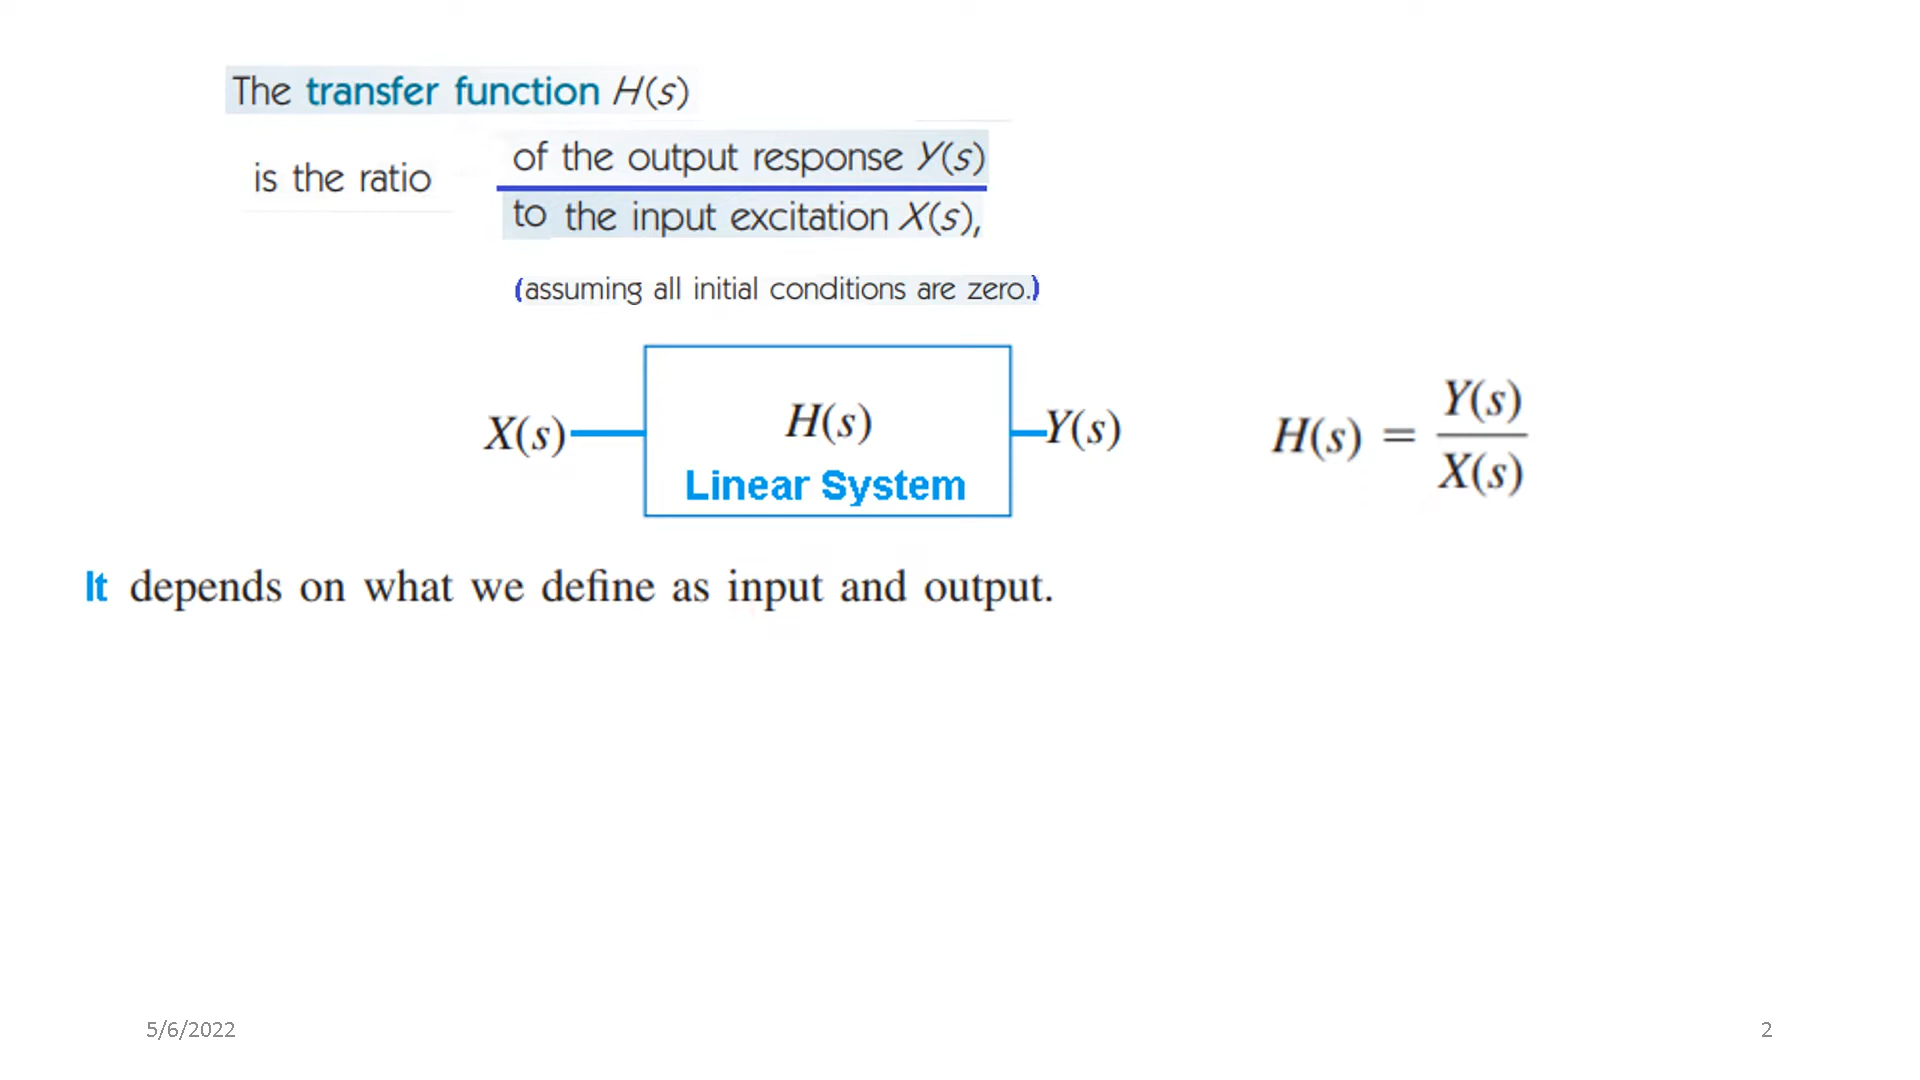 The transfer function H(s)
is the ratio
of the output response Y(s)
to the input excitation X(s),
(assuming all initial conditions are zero.)
X(s)
H(s)
Linear System
Y(s)
H(s) = Y(s) / X(s)
It depends on what we define as input and output.
5/6/2022
2